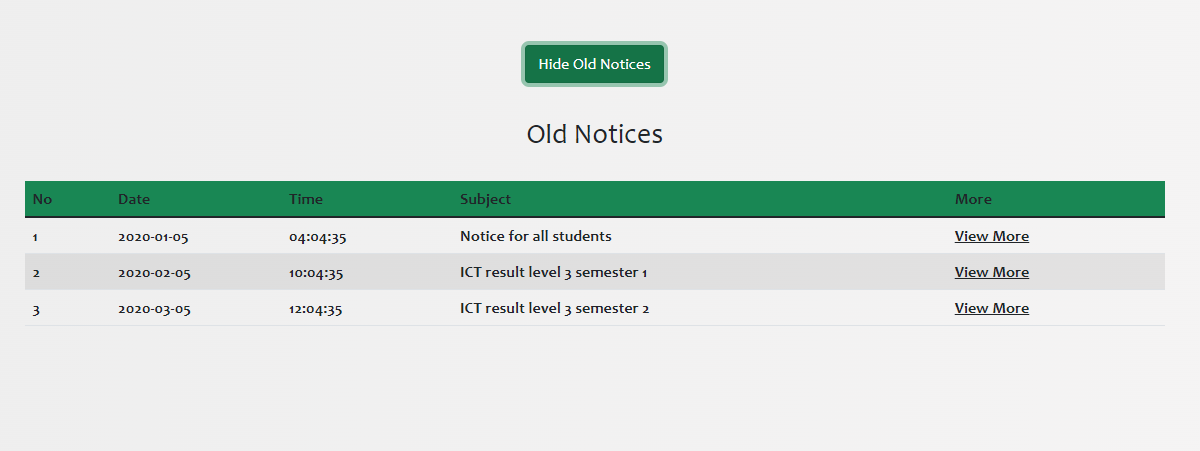 Hide Old Notices
Old Notices
No Date Time Subject More
1 2020-01-05 04:04:35 Notice for all students View More
2 2020-02-05 10:04:35 ICT result level 3 semester 1 View More
3 2020-03-05 12:04:35 ICT result level 3 semester 2 View More